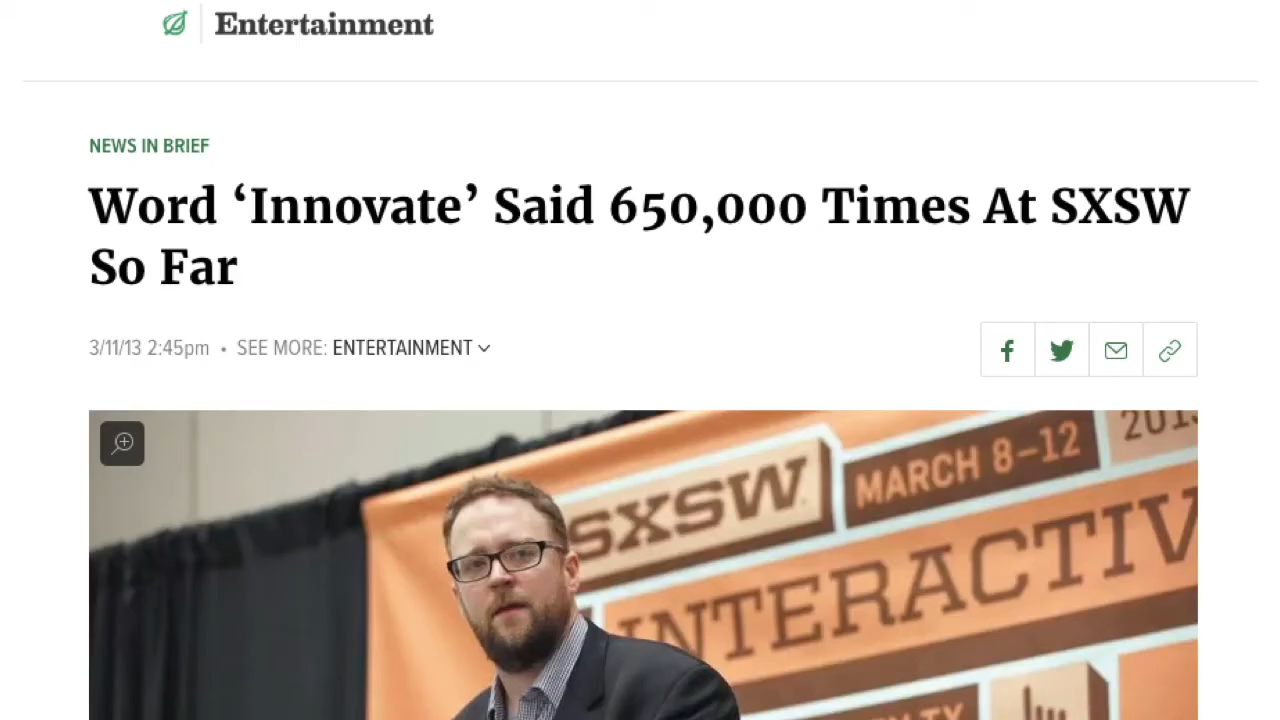 Entertainment
NEWS IN BRIEF
Word ‘Innovate’ Said 650,000 Times At SXSW
So Far
3/11/13 2:45pm • SEE MORE: ENTERTAINMENT
SXSW
MARCH 8–12
INTERACTIV